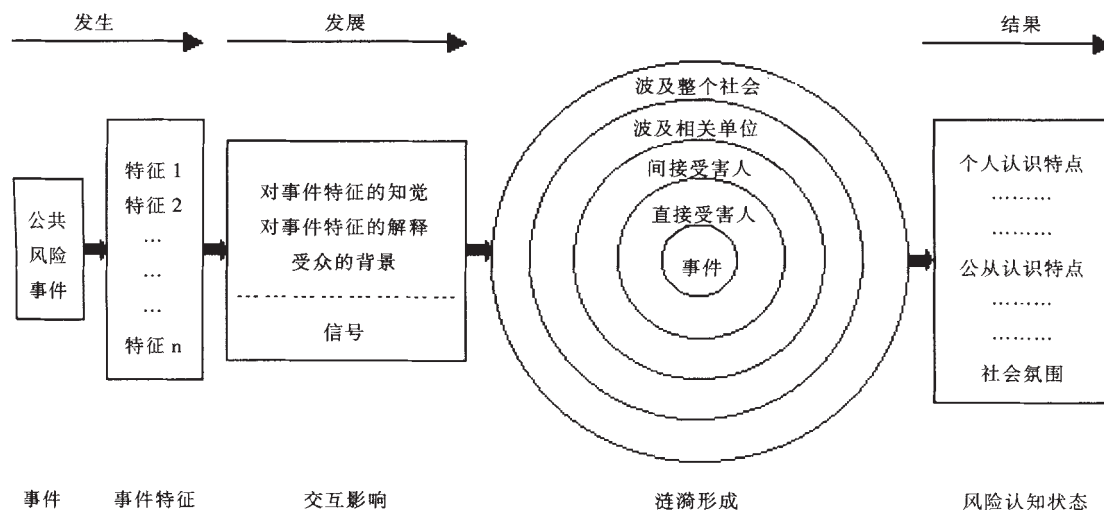 发生
发展
结果
公共
风险
事件
特征 1
特征 2
…
…
…
特征 n
对事件特征的知觉
对事件特征的解释
受众的背景
信号
波及整个社会
波及相关单位
间接受害人
直接受害人
事件
个人认识特点
………
………
公从认识特点
………
………
社会氛围
事件
事件特征
交互影响
涟漪形成
风险认知状态